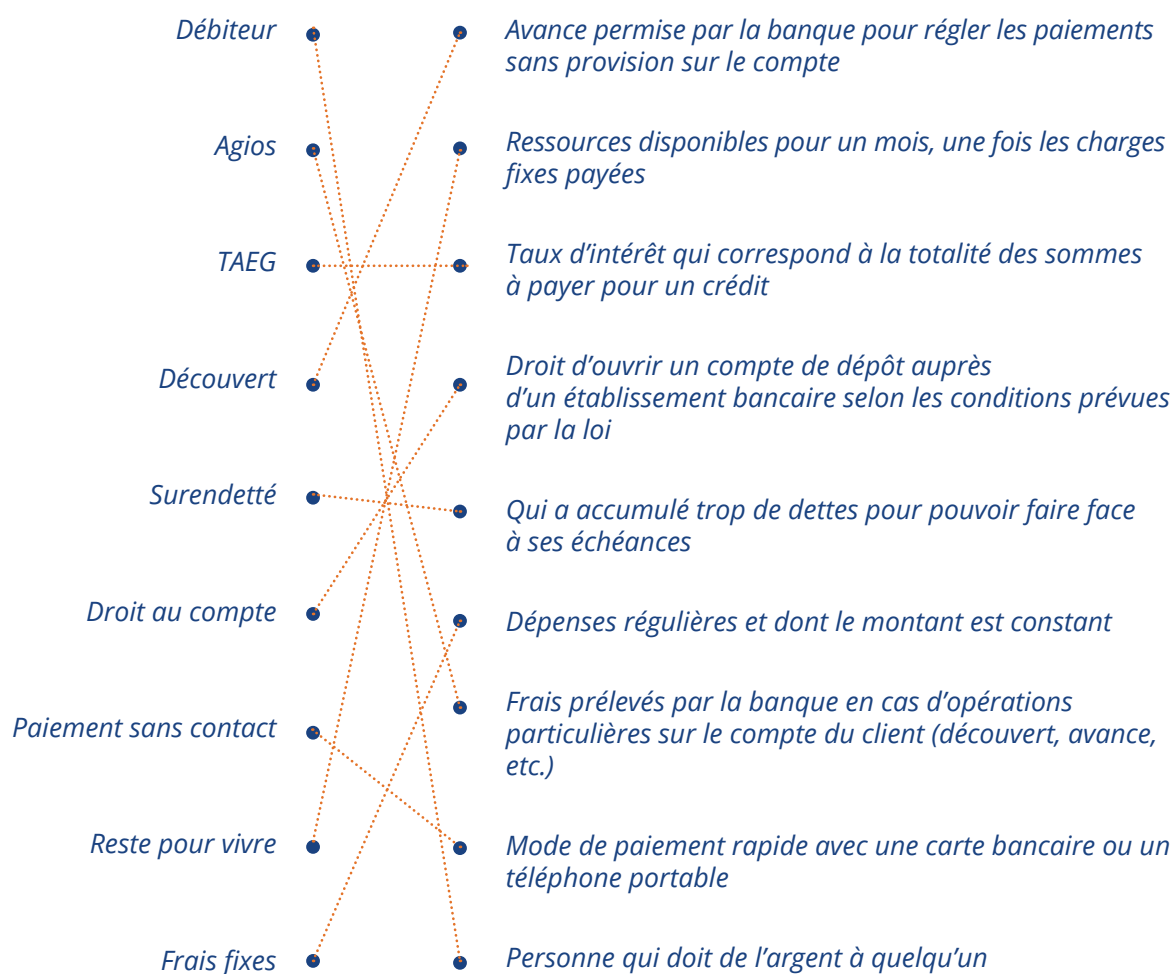 Débiteur
Avance permise par la banque pour régler les paiements
sans provision sur le compte
Agios
Ressources disponibles pour un mois, une fois les charges
fixes payées
TAEG
Taux d’intérêt qui correspond à la totalité des sommes
à payer pour un crédit
Découvert
Droit d’ouvrir un compte de dépôt auprès
d’un établissement bancaire selon les conditions prévues
par la loi
Surendetté
Qui a accumulé trop de dettes pour pouvoir faire face
à ses échéances
Droit au compte
Dépenses régulières et dont le montant est constant
Paiement sans contact
Frais prélevés par la banque en cas d’opérations
particulières sur le compte du client (découvert, avance,
etc.)
Reste pour vivre
Mode de paiement rapide avec une carte bancaire ou un
téléphone portable
Frais fixes
Personne qui doit de l’argent à quelqu’un